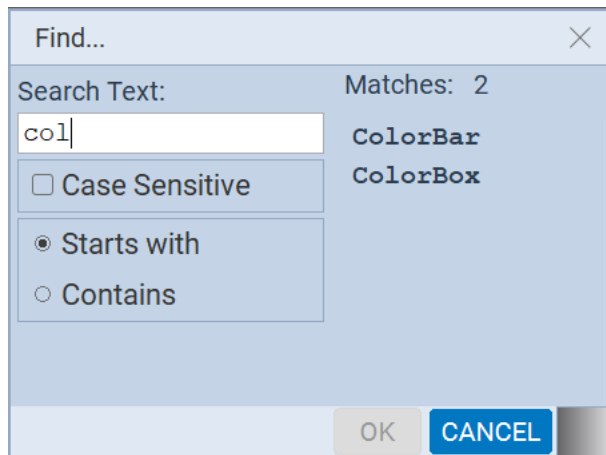 Find...
Search Text:
col
Case Sensitive
Starts with
Contains
Matches: 2
ColorBar
ColorBox
OK
CANCEL